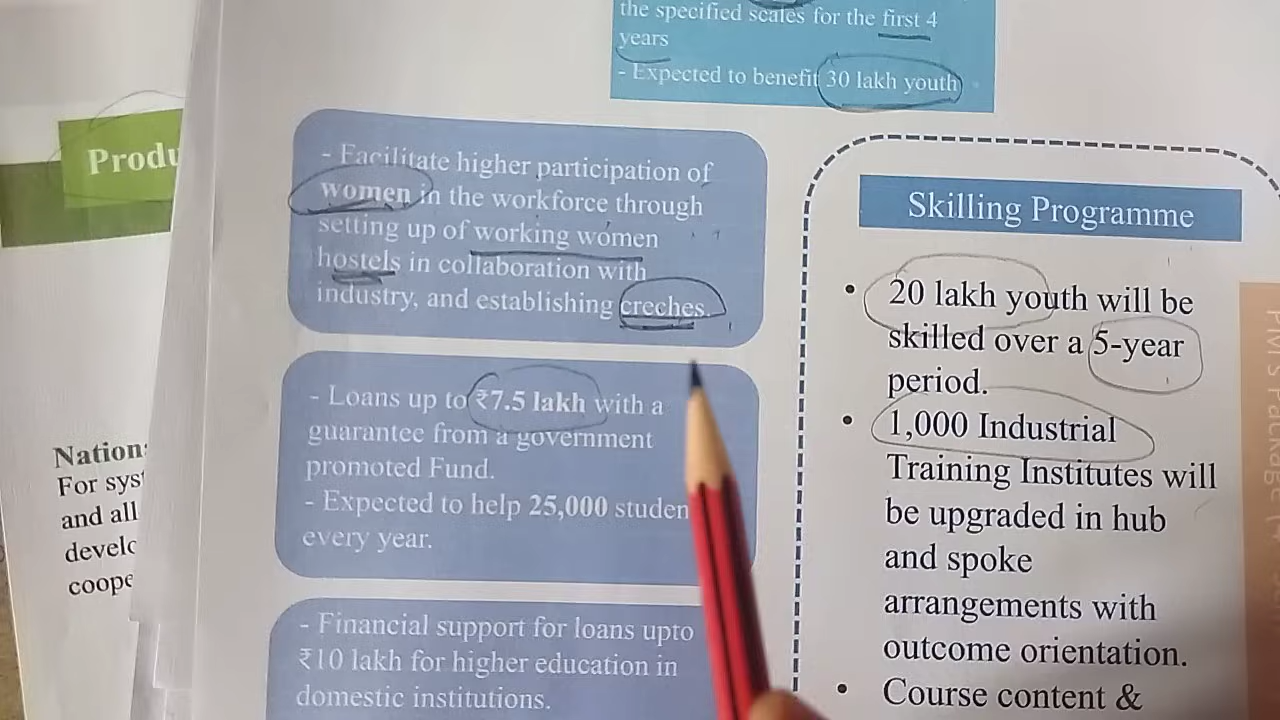 the specified scales for the first 4
years
- Expected to benefit 30 lakh youth
Produ
- Facilitate higher participation of
women in the workforce through
setting up of working women
hostels in collaboration with
industry, and establishing creches.
- Loans up to ₹7.5 lakh with a
guarantee from a government
promoted Fund.
- Expected to help 25,000 studen
every year.
- Financial support for loans upto
₹10 lakh for higher education in
domestic institutions.
Skilling Programme
• 20 lakh youth will be
skilled over a 5-year
period.
• 1,000 Industrial
Training Institutes will
be upgraded in hub
and spoke
arrangements with
outcome orientation.
• Course content &
Nation
For sys
and all
develo
coope
PM'S Package